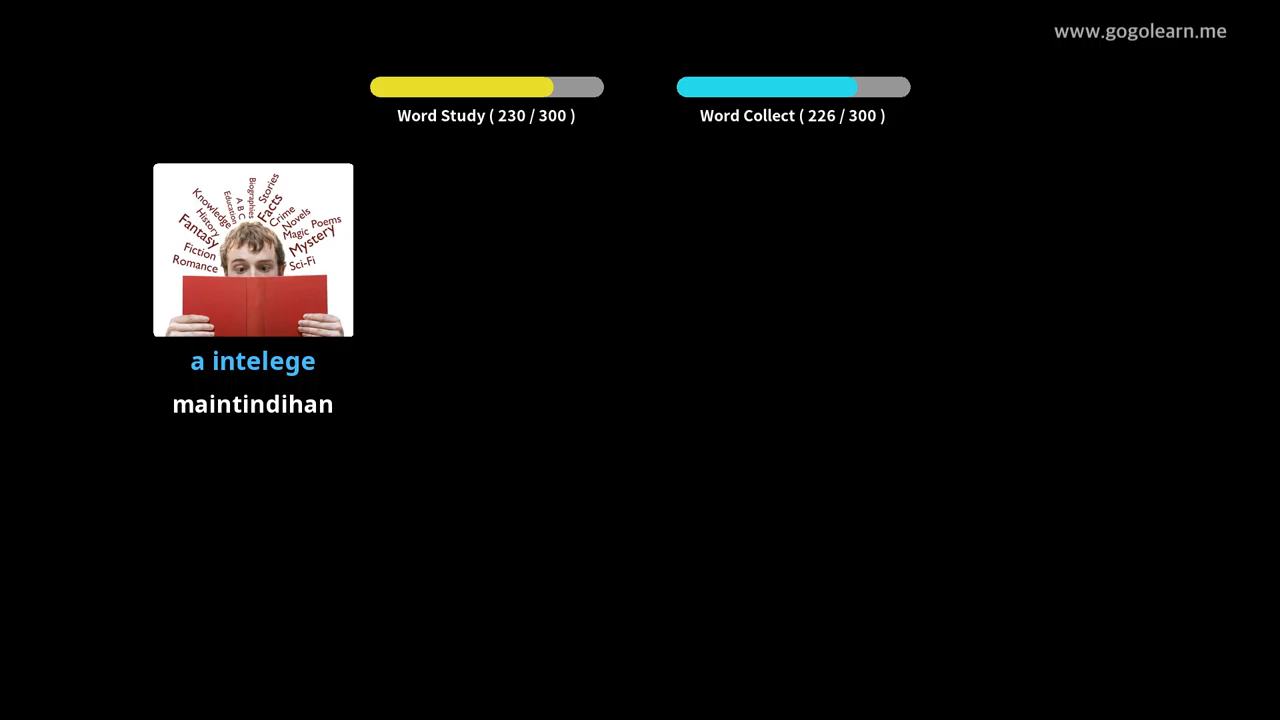 www.gogolearn.me
Word Study ( 230 / 300 )
Word Collect ( 226 / 300 )
Stories
Biographies
A B C
Education
Knowledge
History
Fantasy
Fiction
Romance
Facts
Crime
Novels
Magic
Poems
Mystery
Sci-Fi
a intelege
maintindihan